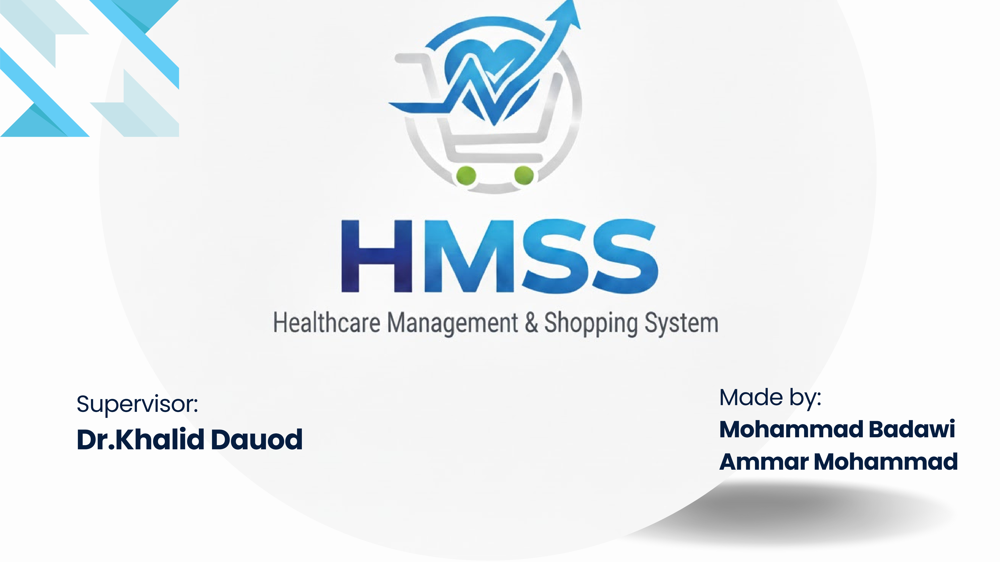 HMSS
Healthcare Management & Shopping System
Supervisor:
Dr.Khalid Dauod
Made by:
Mohammad Badawi
Ammar Mohammad